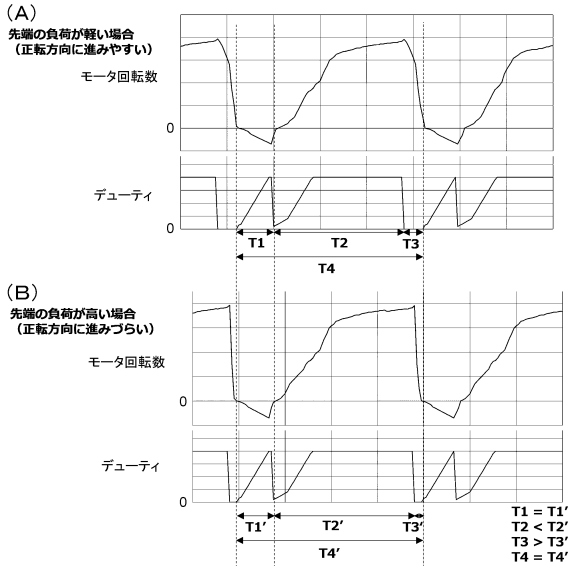 (A)
先端の負荷が軽い場合
(正転方向に進みやすい)
モータ回転数
0
デューティ
0
T1
T2
T3
T4
(B)
先端の負荷が高い場合
(正転方向に進みづらい)
モータ回転数
0
デューティ
0
T1′
T2′
T3′
T4′
T1 = T1′
T2 < T2′
T3 > T3′
T4 = T4′